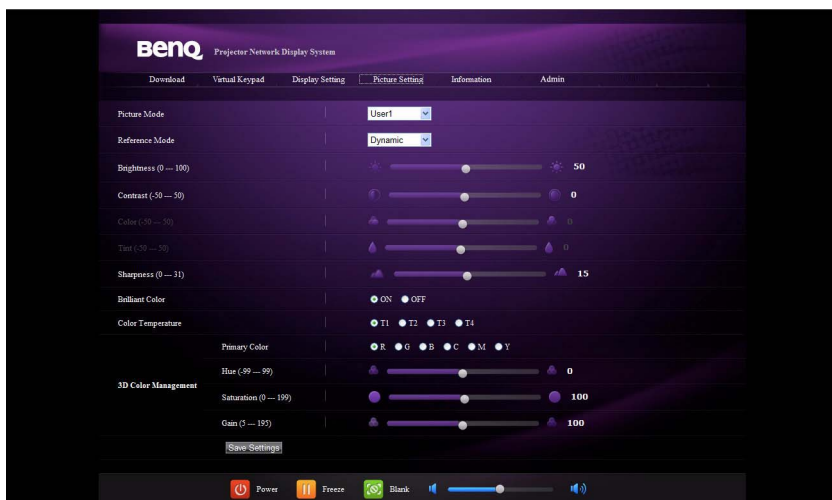 BenQ Projector Network Display System
Download Virtual Keypad Display Setting Picture Setting Information Admin
Picture Mode User1
Reference Mode Dynamic
Brightness (0 --- 100) 50
Contrast (-50 --- 50) 0
Color (-50 --- 50) 0
Tint (-50 --- 50) 0
Sharpness (0 --- 31) 15
Brilliant Color ON OFF
Color Temperature T1 T2 T3 T4
Primary Color R G B C M Y
Hue (-99 --- 99) 0
3D Color Management
Saturation (0 --- 199) 100
Gain (5 --- 195) 100
Save Settings
Power Freeze Blank